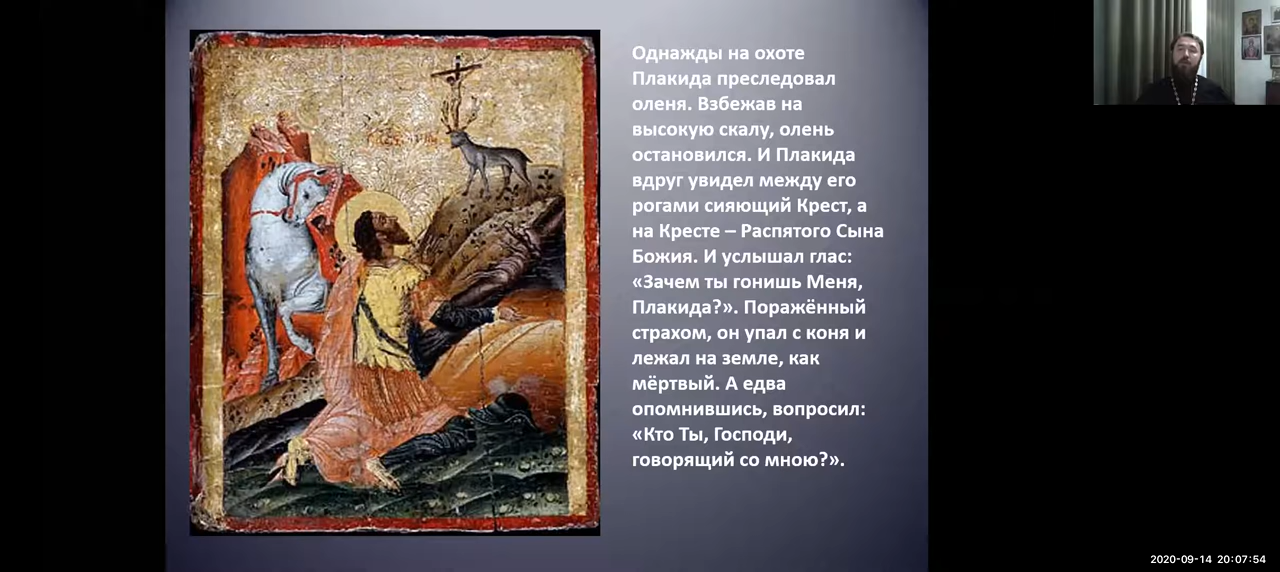 Однажды на охоте
Плакида преследовал
оленя. Взбежав на
высокую скалу, олень
остановился. И Плакида
вдруг увидел между его
рогами сияющий Крест, а
на Кресте – Распятого Сына
Божия. И услышал глас:
«Зачем ты гонишь Меня,
Плакида?». Поражённый
страхом, он упал с коня и
лежал на земле, как
мёртвый. А едва
опомнившись, вопросил:
«Кто Ты, Господи,
говорящий со мною?».
2020-09-14 20:07:54